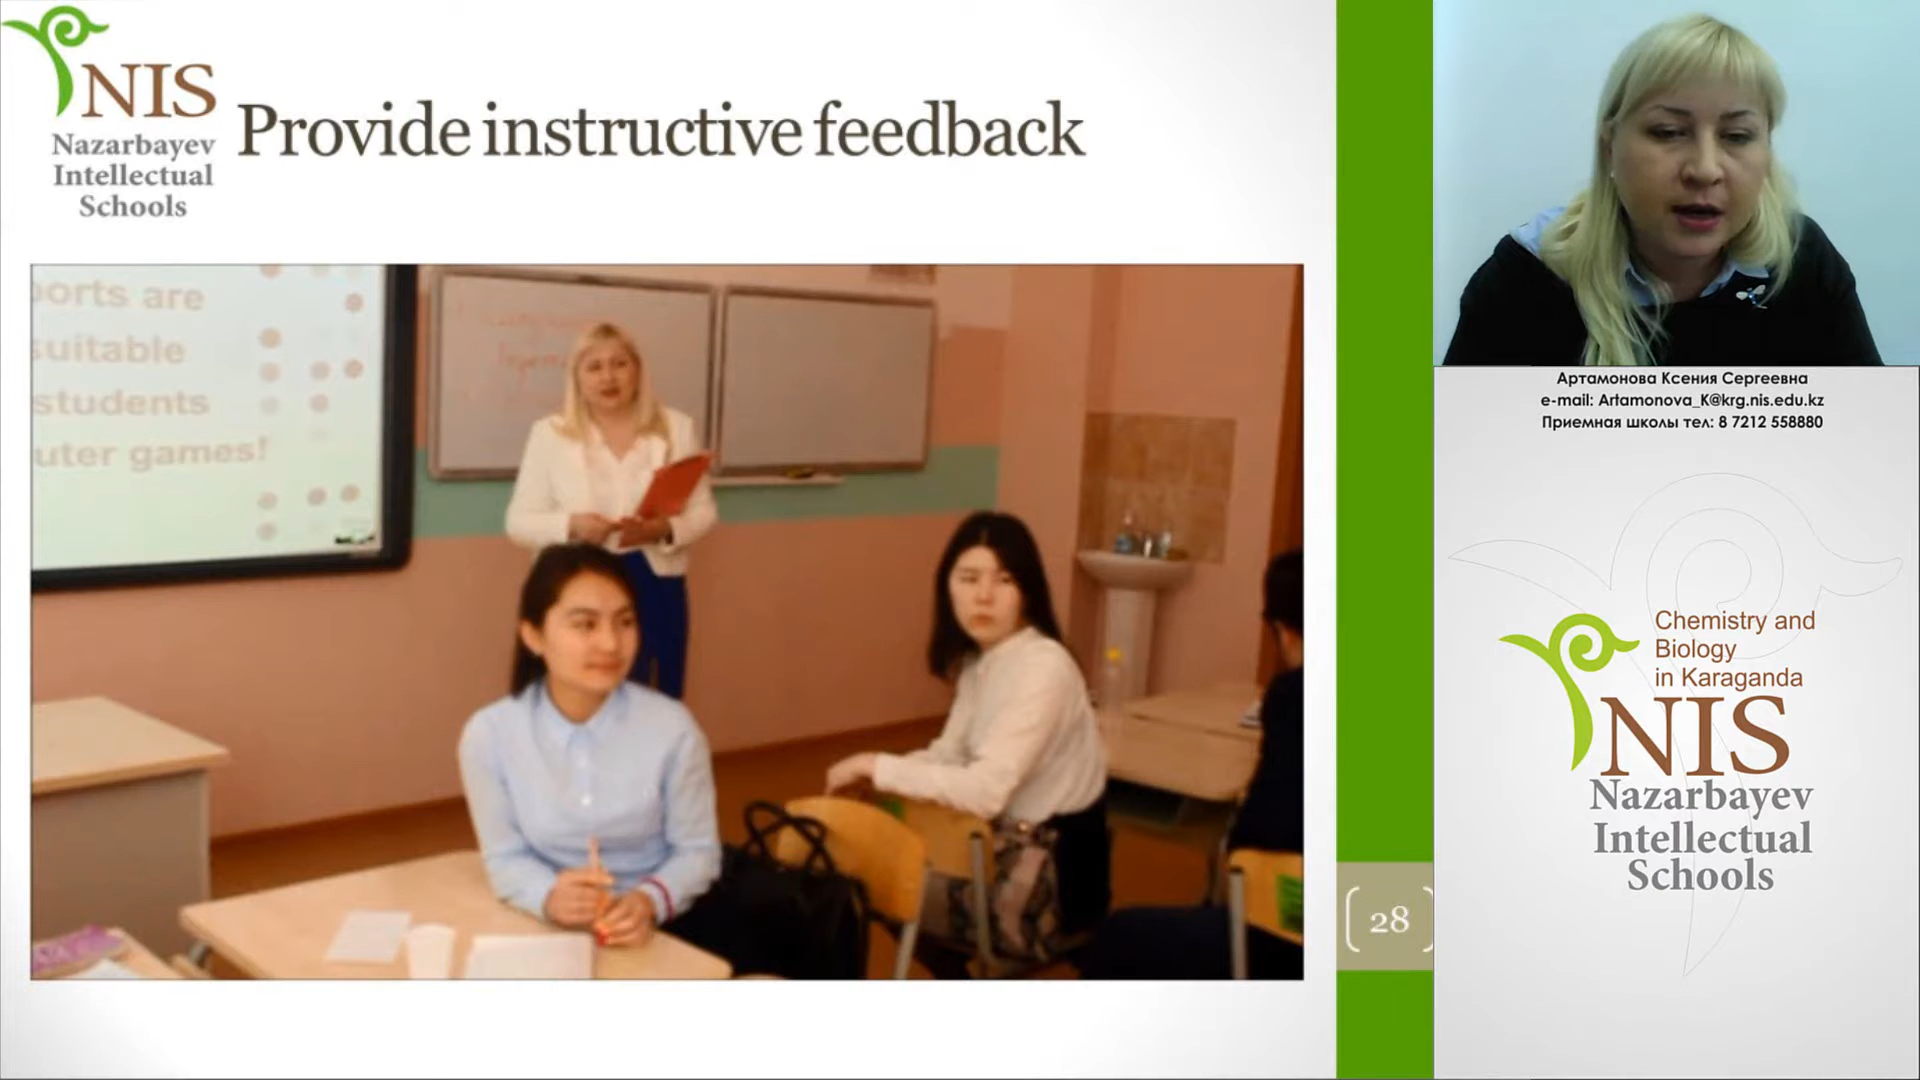 NIS
Nazarbayev
Intellectual
Schools
Provide instructive feedback
ports are
suitable
students
uter games!
28
Артамонова Ксения Сергеевна
e-mail: Artamonova_K@krg.nis.edu.kz
Приемная школы тел: 8 7212 558880
Chemistry and
Biology
in Karaganda
NIS
Nazarbayev
Intellectual
Schools